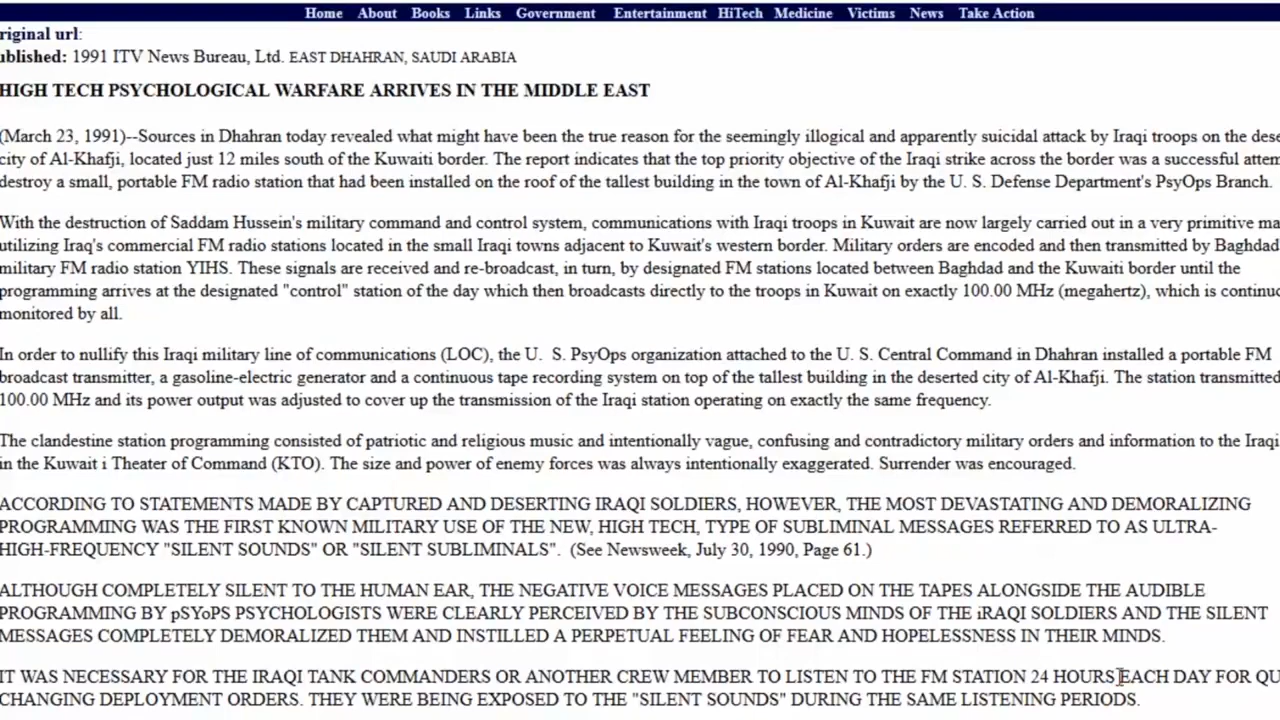 Home About Books Links Government Entertainment HiTech Medicine Victims News Take Action
riginal url:
ublished: 1991 ITV News Bureau, Ltd. EAST DHAHRAN, SAUDI ARABIA
HIGH TECH PSYCHOLOGICAL WARFARE ARRIVES IN THE MIDDLE EAST
(March 23, 1991)--Sources in Dhahran today revealed what might have been the true reason for the seemingly illogical and apparently suicidal attack by Iraqi troops on the dese
city of Al-Khafji, located just 12 miles south of the Kuwaiti border. The report indicates that the top priority objective of the Iraqi strike across the border was a successful attem
destroy a small, portable FM radio station that had been installed on the roof of the tallest building in the town of Al-Khafji by the U. S. Defense Department's PsyOps Branch.
With the destruction of Saddam Hussein's military command and control system, communications with Iraqi troops in Kuwait are now largely carried out in a very primitive ma
utilizing Iraq's commercial FM radio stations located in the small Iraqi towns adjacent to Kuwait's western border. Military orders are encoded and then transmitted by Baghdad
military FM radio station YIHS. These signals are received and re-broadcast, in turn, by designated FM stations located between Baghdad and the Kuwaiti border until the
programming arrives at the designated "control" station of the day which then broadcasts directly to the troops in Kuwait on exactly 100.00 MHz (megahertz), which is continuo
monitored by all.
In order to nullify this Iraqi military line of communications (LOC), the U. S. PsyOps organization attached to the U. S. Central Command in Dhahran installed a portable FM
broadcast transmitter, a gasoline-electric generator and a continuous tape recording system on top of the tallest building in the deserted city of Al-Khafji. The station transmitted
100.00 MHz and its power output was adjusted to cover up the transmission of the Iraqi station operating on exactly the same frequency.
The clandestine station programming consisted of patriotic and religious music and intentionally vague, confusing and contradictory military orders and information to the Iraqi
in the Kuwait i Theater of Command (KTO). The size and power of enemy forces was always intentionally exaggerated. Surrender was encouraged.
ACCORDING TO STATEMENTS MADE BY CAPTURED AND DESERTING IRAQI SOLDIERS, HOWEVER, THE MOST DEVASTATING AND DEMORALIZING
PROGRAMMING WAS THE FIRST KNOWN MILITARY USE OF THE NEW, HIGH TECH, TYPE OF SUBLIMINAL MESSAGES REFERRED TO AS ULTRA-
HIGH-FREQUENCY "SILENT SOUNDS" OR "SILENT SUBLIMINALS". (See Newsweek, July 30, 1990, Page 61.)
ALTHOUGH COMPLETELY SILENT TO THE HUMAN EAR, THE NEGATIVE VOICE MESSAGES PLACED ON THE TAPES ALONGSIDE THE AUDIBLE
PROGRAMMING BY pSYoPS PSYCHOLOGISTS WERE CLEARLY PERCEIVED BY THE SUBCONSCIOUS MINDS OF THE iRAQI SOLDIERS AND THE SILENT
MESSAGES COMPLETELY DEMORALIZED THEM AND INSTILLED A PERPETUAL FEELING OF FEAR AND HOPELESSNESS IN THEIR MINDS.
IT WAS NECESSARY FOR THE IRAQI TANK COMMANDERS OR ANOTHER CREW MEMBER TO LISTEN TO THE FM STATION 24 HOURS EACH DAY FOR QU
CHANGING DEPLOYMENT ORDERS. THEY WERE BEING EXPOSED TO THE "SILENT SOUNDS" DURING THE SAME LISTENING PERIODS.